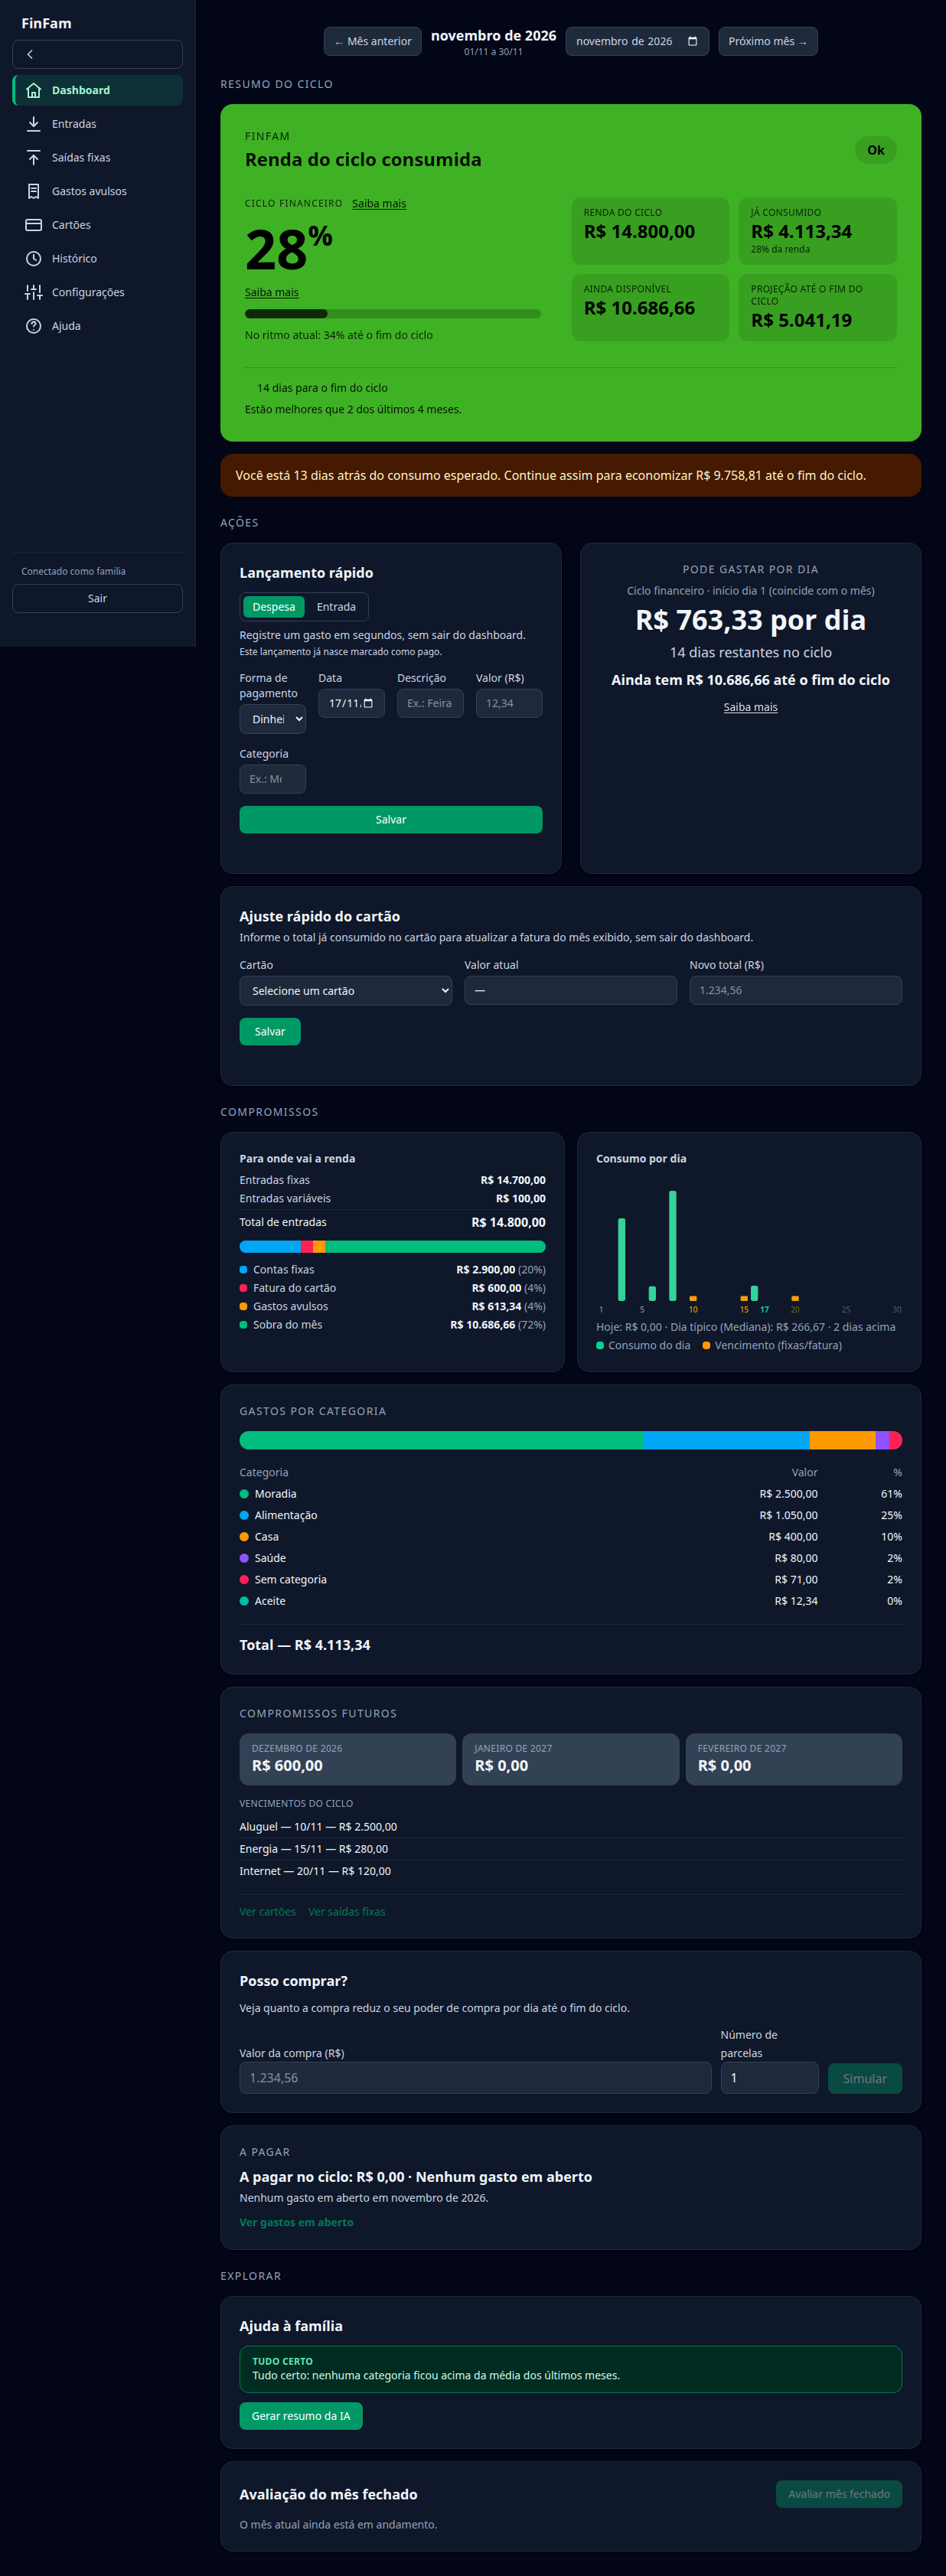 FinFam
Dashboard
Entradas
Saídas fixas
Gastos avulsos
Cartões
Histórico
Configurações
Ajuda
Conectado como familia
Sair
← Mês anterior
novembro de 2026
01/11 a 30/11
novembro de 2026
Próximo mês →
RESUMO DO CICLO
FINFAM
Renda do ciclo consumida
Ok
CICLO FINANCEIRO Saiba mais
28%
Saiba mais
No ritmo atual: 34% até o fim do ciclo
RENDA DO CICLO
R$ 14.800,00
JÁ CONSUMIDO
R$ 4.113,34
28% da renda
AINDA DISPONÍVEL
R$ 10.686,66
PROJEÇÃO ATÉ O FIM DO
CICLO
R$ 5.041,19
14 dias para o fim do ciclo
Estão melhores que 2 dos últimos 4 meses.
Você está 13 dias atrás do consumo esperado. Continue assim para economizar R$ 9.758,81 até o fim do ciclo.
AÇÕES
Lançamento rápido
Despesa Entrada
Registre um gasto em segundos, sem sair do dashboard.
Este lançamento já nasce marcado como pago.
Forma de
pagamento
Dinhei
Data
17/11.
Descrição
Ex.: Feira
Valor (R$)
12,34
Categoria
Ex.: Me
Salvar
PODE GASTAR POR DIA
Ciclo financeiro · início dia 1 (coincide com o mês)
R$ 763,33 por dia
14 dias restantes no ciclo
Ainda tem R$ 10.686,66 até o fim do ciclo
Saiba mais
Ajuste rápido do cartão
Informe o total já consumido no cartão para atualizar a fatura do mês exibido, sem sair do dashboard.
Cartão
Selecione um cartão
Valor atual
—
Novo total (R$)
1.234,56
Salvar
COMPROMISSOS
Para onde vai a renda
Entradas fixas R$ 14.700,00
Entradas variáveis R$ 100,00
Total de entradas R$ 14.800,00
Contas fixas R$ 2.900,00 (20%)
Fatura do cartão R$ 600,00 (4%)
Gastos avulsos R$ 613,34 (4%)
Sobra do mês R$ 10.686,66 (72%)
Consumo por dia
1 5 10 15 17 20 25 30
Hoje: R$ 0,00 · Dia típico (Mediana): R$ 266,67 · 2 dias acima
Consumo do dia Vencimento (fixas/fatura)
GASTOS POR CATEGORIA
Categoria Valor %
Moradia R$ 2.500,00 61%
Alimentação R$ 1.050,00 25%
Casa R$ 400,00 10%
Saúde R$ 80,00 2%
Sem categoria R$ 71,00 2%
Aceite R$ 12,34 0%
Total — R$ 4.113,34
COMPROMISSOS FUTUROS
DEZEMBRO DE 2026
R$ 600,00
JANEIRO DE 2027
R$ 0,00
FEVEREIRO DE 2027
R$ 0,00
VENCIMENTOS DO CICLO
Aluguel — 10/11 — R$ 2.500,00
Energia — 15/11 — R$ 280,00
Internet — 20/11 — R$ 120,00
Ver cartões Ver saídas fixas
Posso comprar?
Veja quanto a compra reduz o seu poder de compra por dia até o fim do ciclo.
Valor da compra (R$)
1.234,56
Número de
parcelas
1
Simular
A PAGAR
A pagar no ciclo: R$ 0,00 · Nenhum gasto em aberto
Nenhum gasto em aberto em novembro de 2026.
Ver gastos em aberto
EXPLORAR
Ajuda à família
TUDO CERTO
Tudo certo: nenhuma categoria ficou acima da média dos últimos meses.
Gerar resumo da IA
Avaliação do mês fechado
Avaliar mês fechado
O mês atual ainda está em andamento.